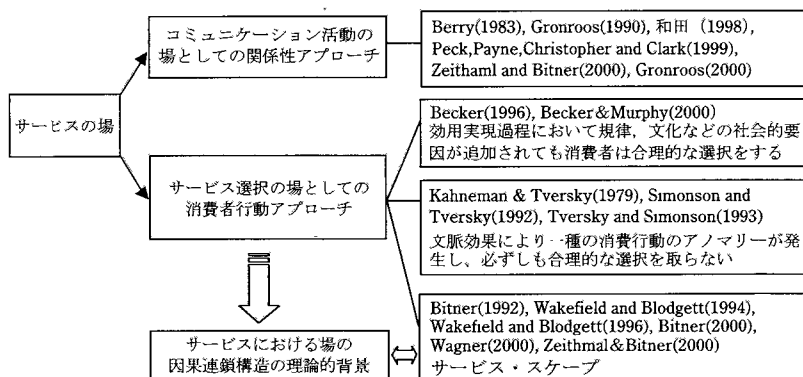 コミュニケーション活動の
場としての関係性アプローチ
Berry(1983), Gronroos(1990), 和田（1998),
Peck,Payne,Christopher and Clark(1999),
Zeithaml and Bitner(2000), Gronroos(2000)
サービスの場
Becker(1996), Becker&Murphy(2000)
効用実現過程において規律，文化などの社会的要
因が追加されても消費者は合理的な選択をする
サービス選択の場としての
消費者行動アプローチ
Kahneman & Tversky(1979), Simonson and
Tversky(1992), Tversky and Simonson(1993)
文脈効果により一種の消費行動のアノマリーが発
生し、必ずしも合理的な選択を取らない
サービスにおける場の
因果連鎖構造の理論的背景
Bitner(1992), Wakefield and Blodgett(1994),
Wakefield and Blodgett(1996), Bitner(2000),
Wagner(2000), Zeithmal&Bitner(2000)
サービス・スケープ